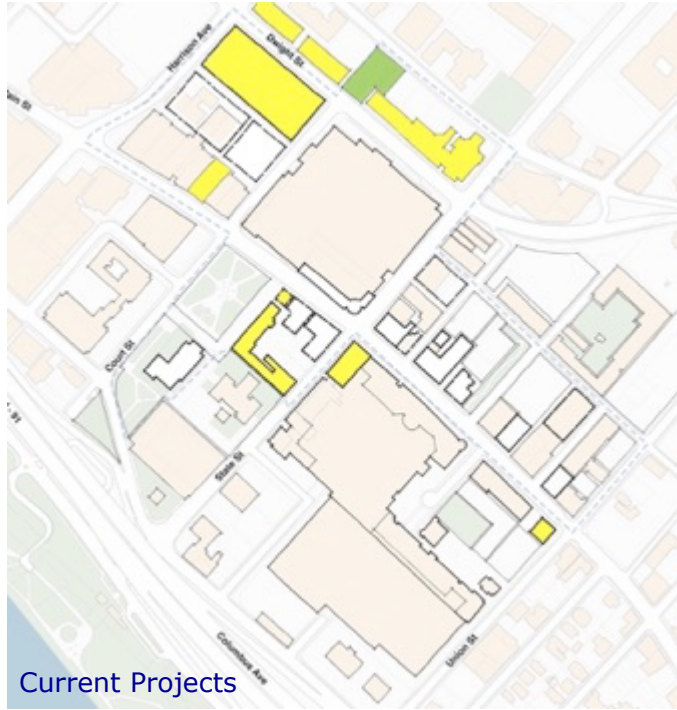 Harrison Ave
Dwight St
Court St
State St
Columbus Ave
Union St
Current Projects